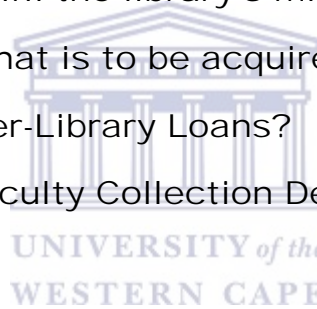 the library's
hat is to be acquire
er-Library Loans?
culty Collection De
UNIVERSITY of the
WESTERN CAPE